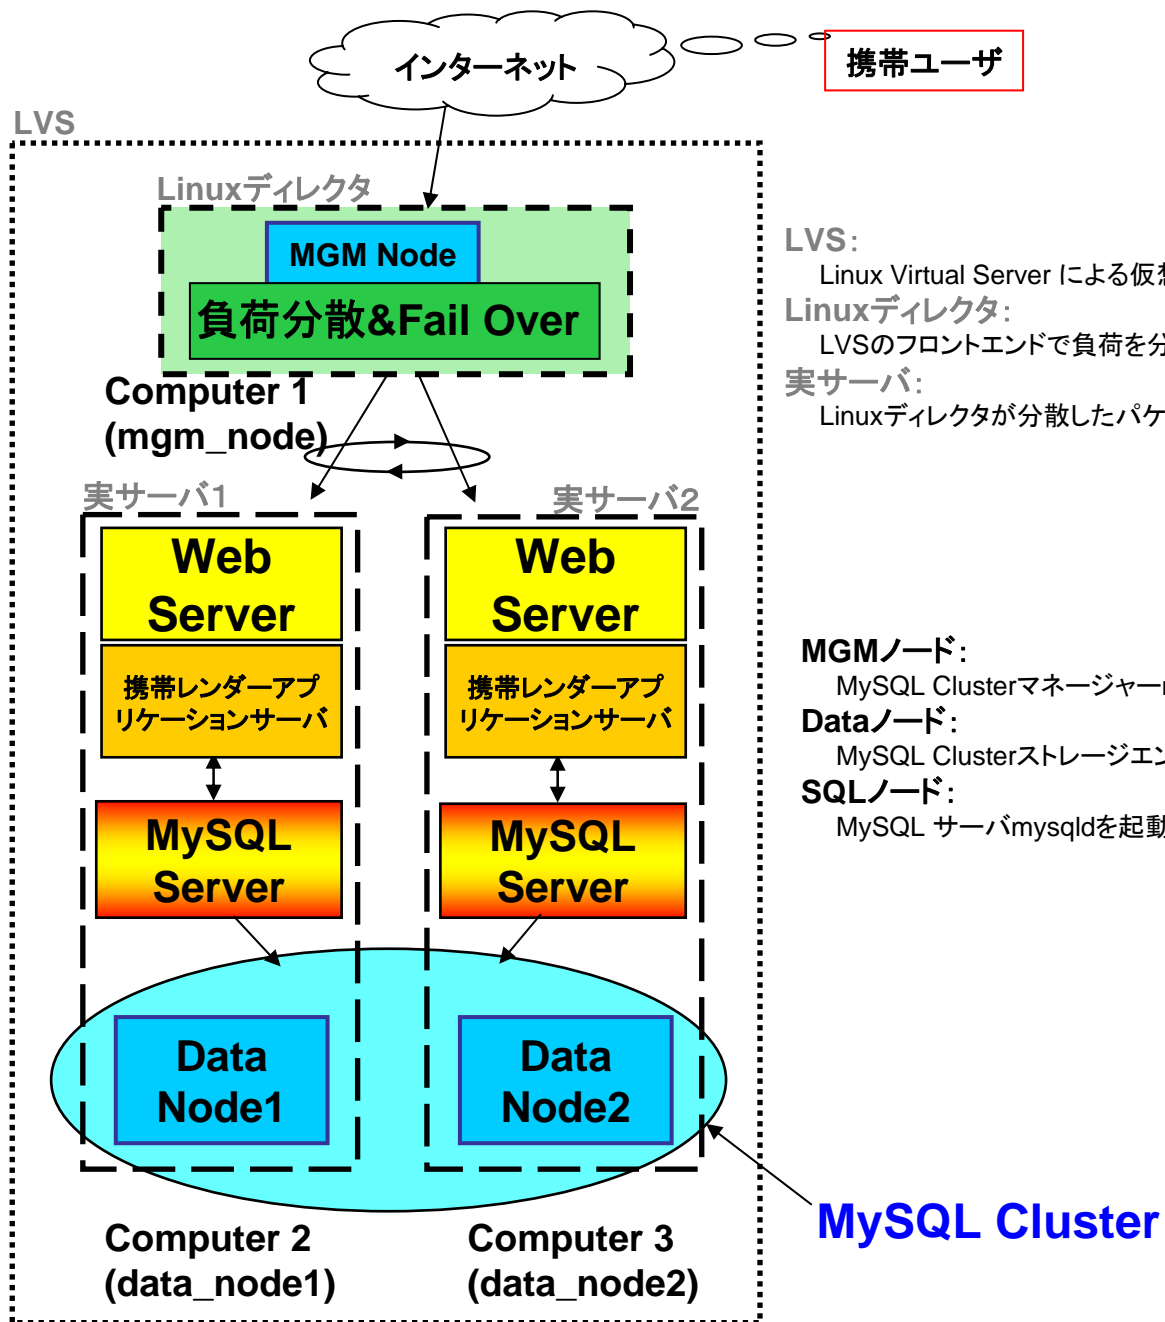 インターネット
携帯ユーザ
LVS
Linuxディレクタ
MGM Node
負荷分散&Fail Over
Computer 1
(mgm_node)
実サーバ1
実サーバ2
Web
Server
携帯レンダーアプ
リケーションサーバ
MySQL
Server
Data
Node1
Computer 2
(data_node1)
Web
Server
携帯レンダーアプ
リケーションサーバ
MySQL
Server
Data
Node2
Computer 3
(data_node2)
LVS:
Linux Virtual Server による仮
Linuxディレクタ:
LVSのフロントエンドで負荷を分
実サーバ:
Linuxディレクタが分散したパケ
MGMノード:
MySQL Clusterマネージャー
Dataノード:
MySQL Clusterストレージエン
SQLノード:
MySQL サーバmysqldを起動
MySQL Cluster